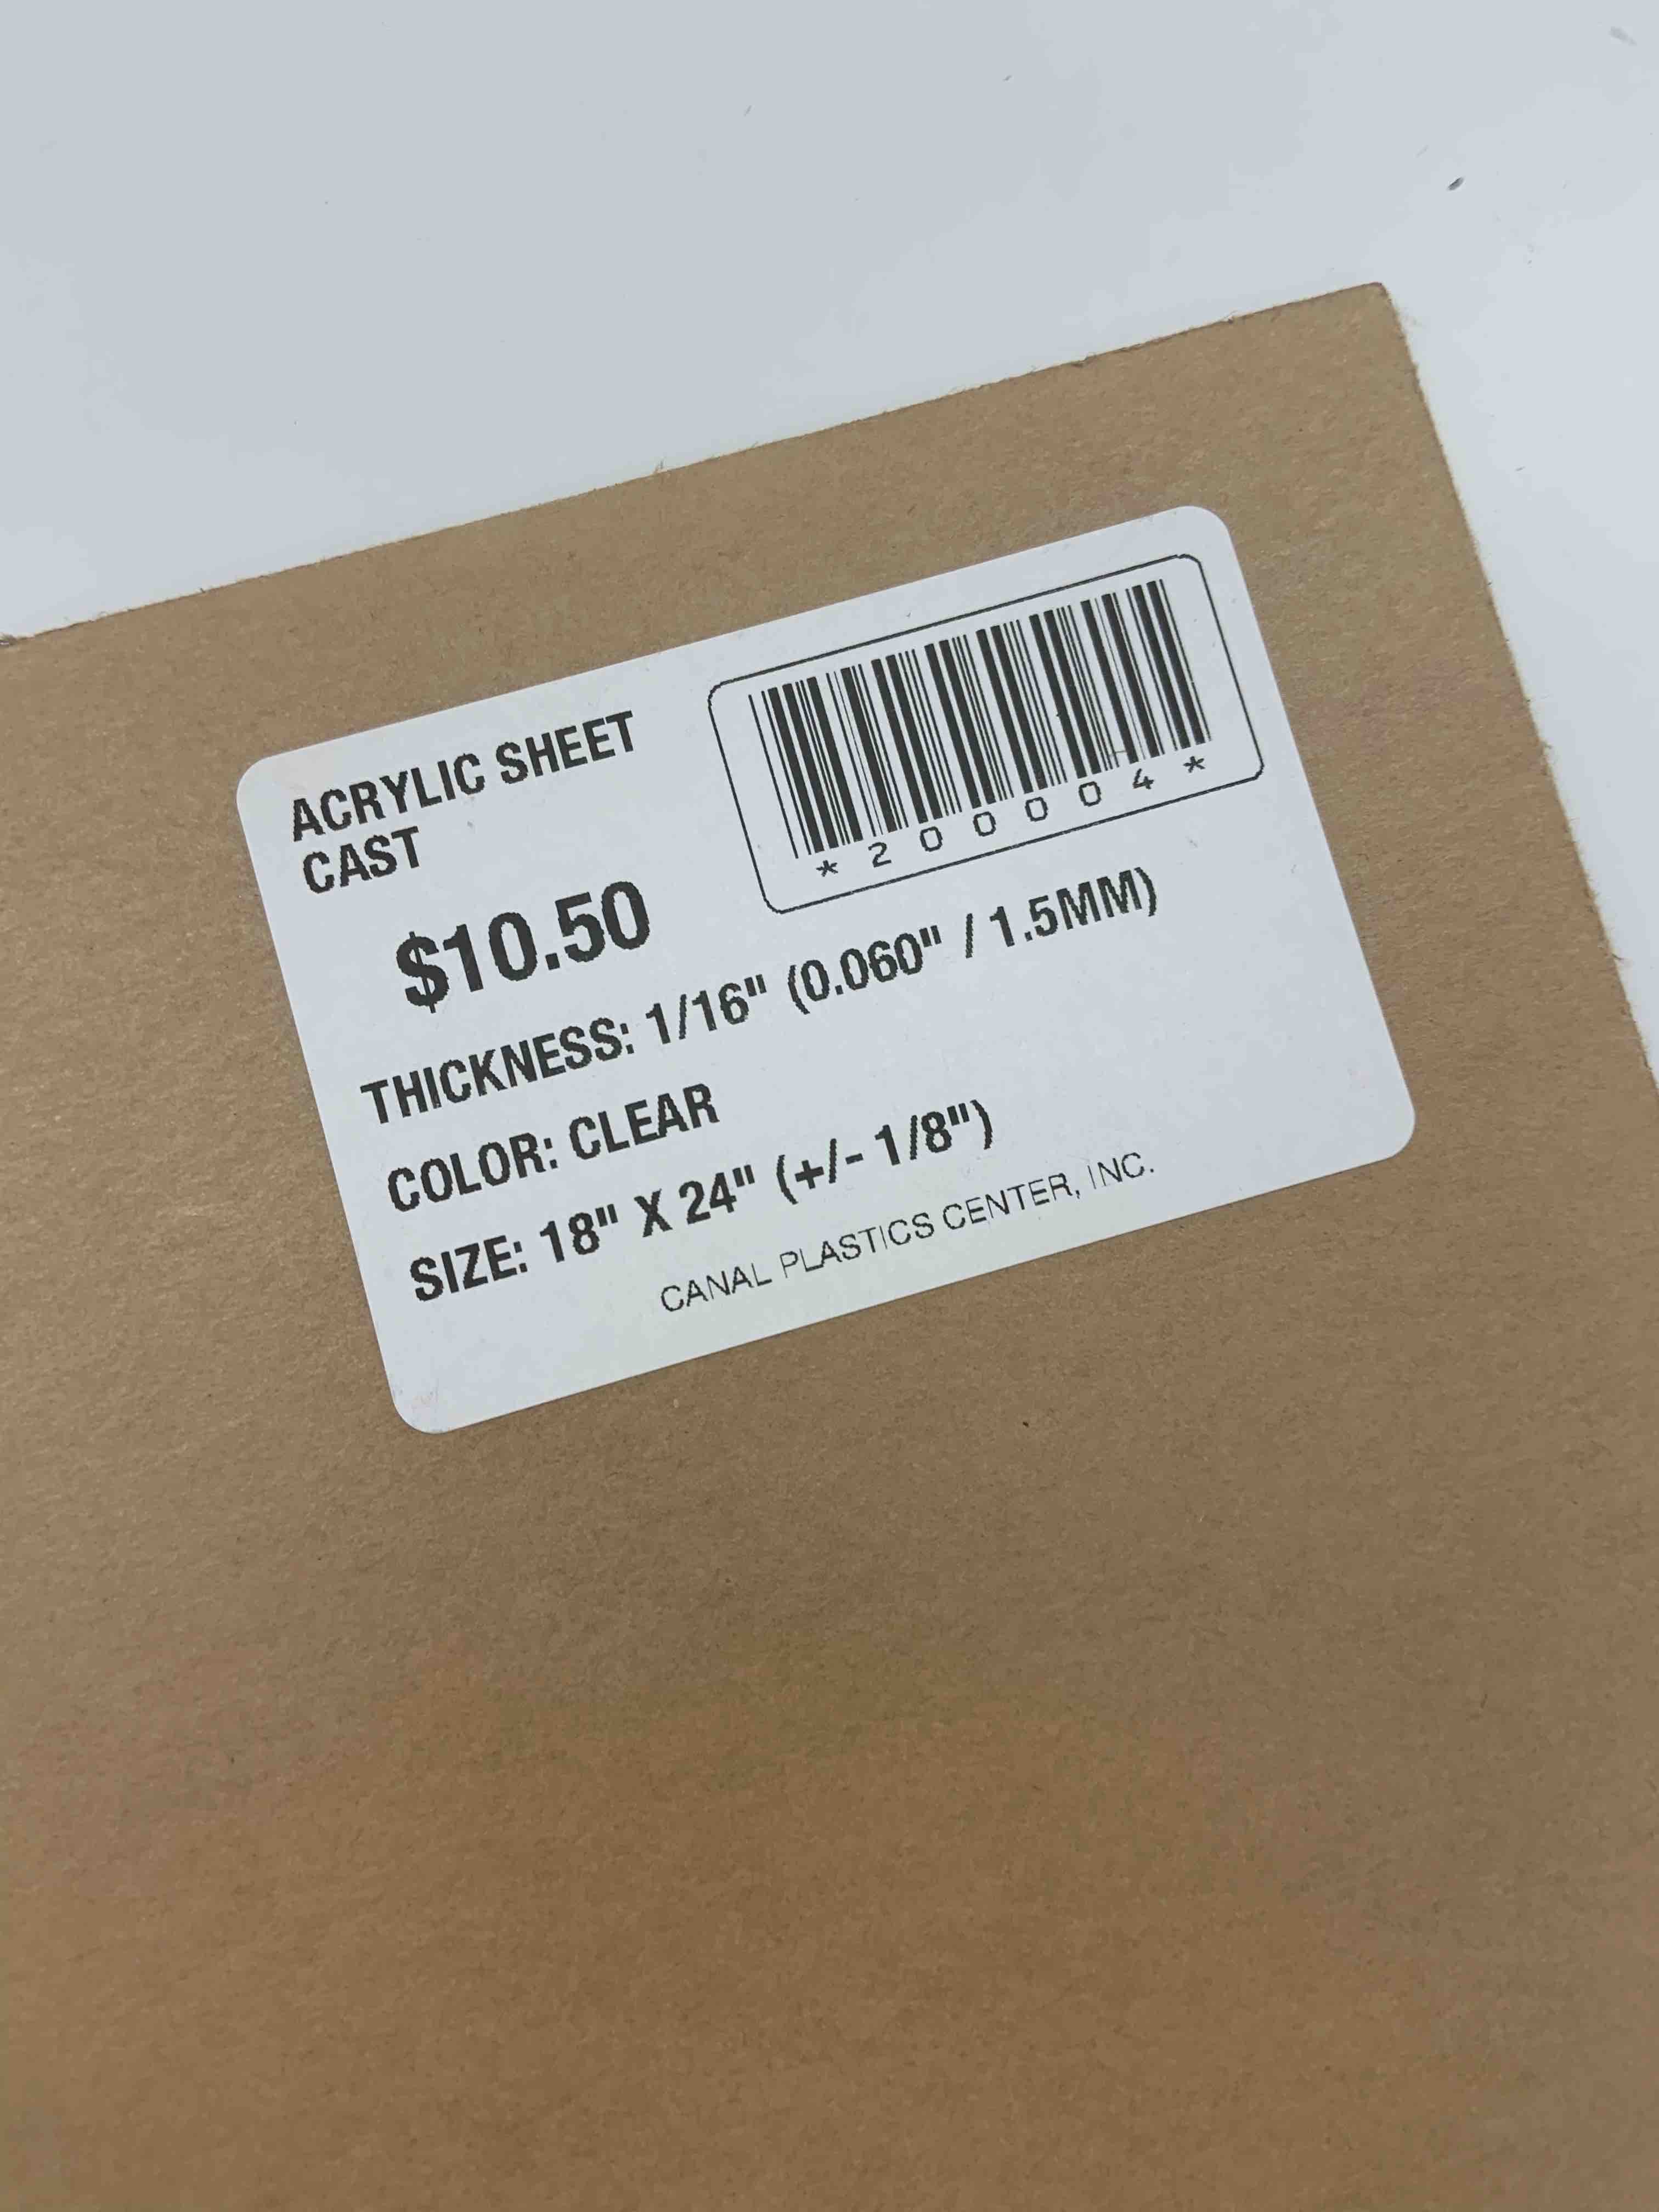 ACRYLIC SHEET
CAST
*200004*
$10.50
THICKNESS: 1/16" (0.060" / 1.5MM)
COLOR: CLEAR
SIZE: 18" X 24" (+/- 1/8")
CANAL PLASTICS CENTER, INC.